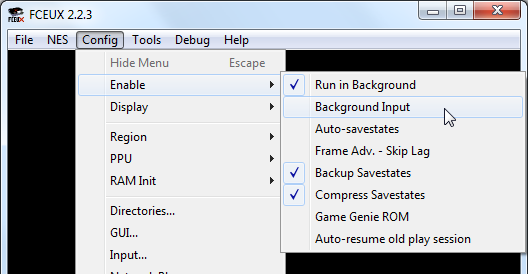 FCEUX 2.2.3
File NES Config Tools Debug Help
Hide Menu Escape
Enable
Display
Region
PPU
RAM Init
Directories...
GUI...
Input...
Run in Background
Background Input
Auto-savestates
Frame Adv. - Skip Lag
Backup Savestates
Compress Savestates
Game Genie ROM
Auto-resume old play session